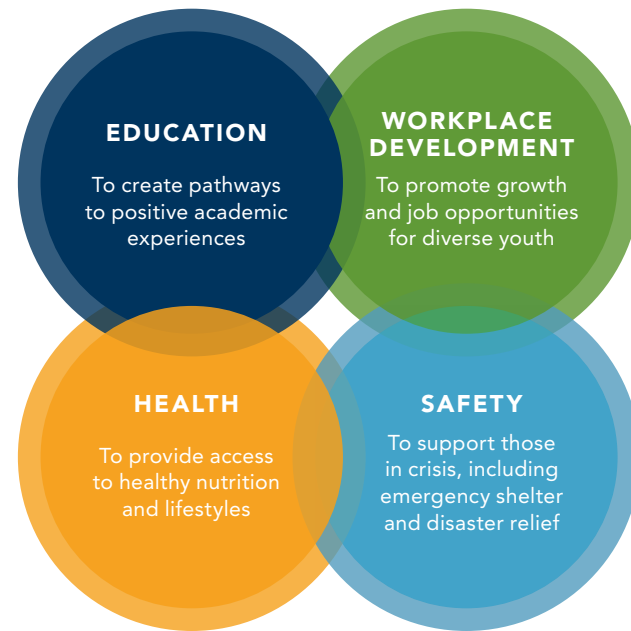 EDUCATION
To create pathways
to positive academic
experiences
WORKPLACE
DEVELOPMENT
To promote growth
and job opportunities
for diverse youth
HEALTH
To provide access
to healthy nutrition
and lifestyles
SAFETY
To support those
in crisis, including
emergency shelter
and disaster relief